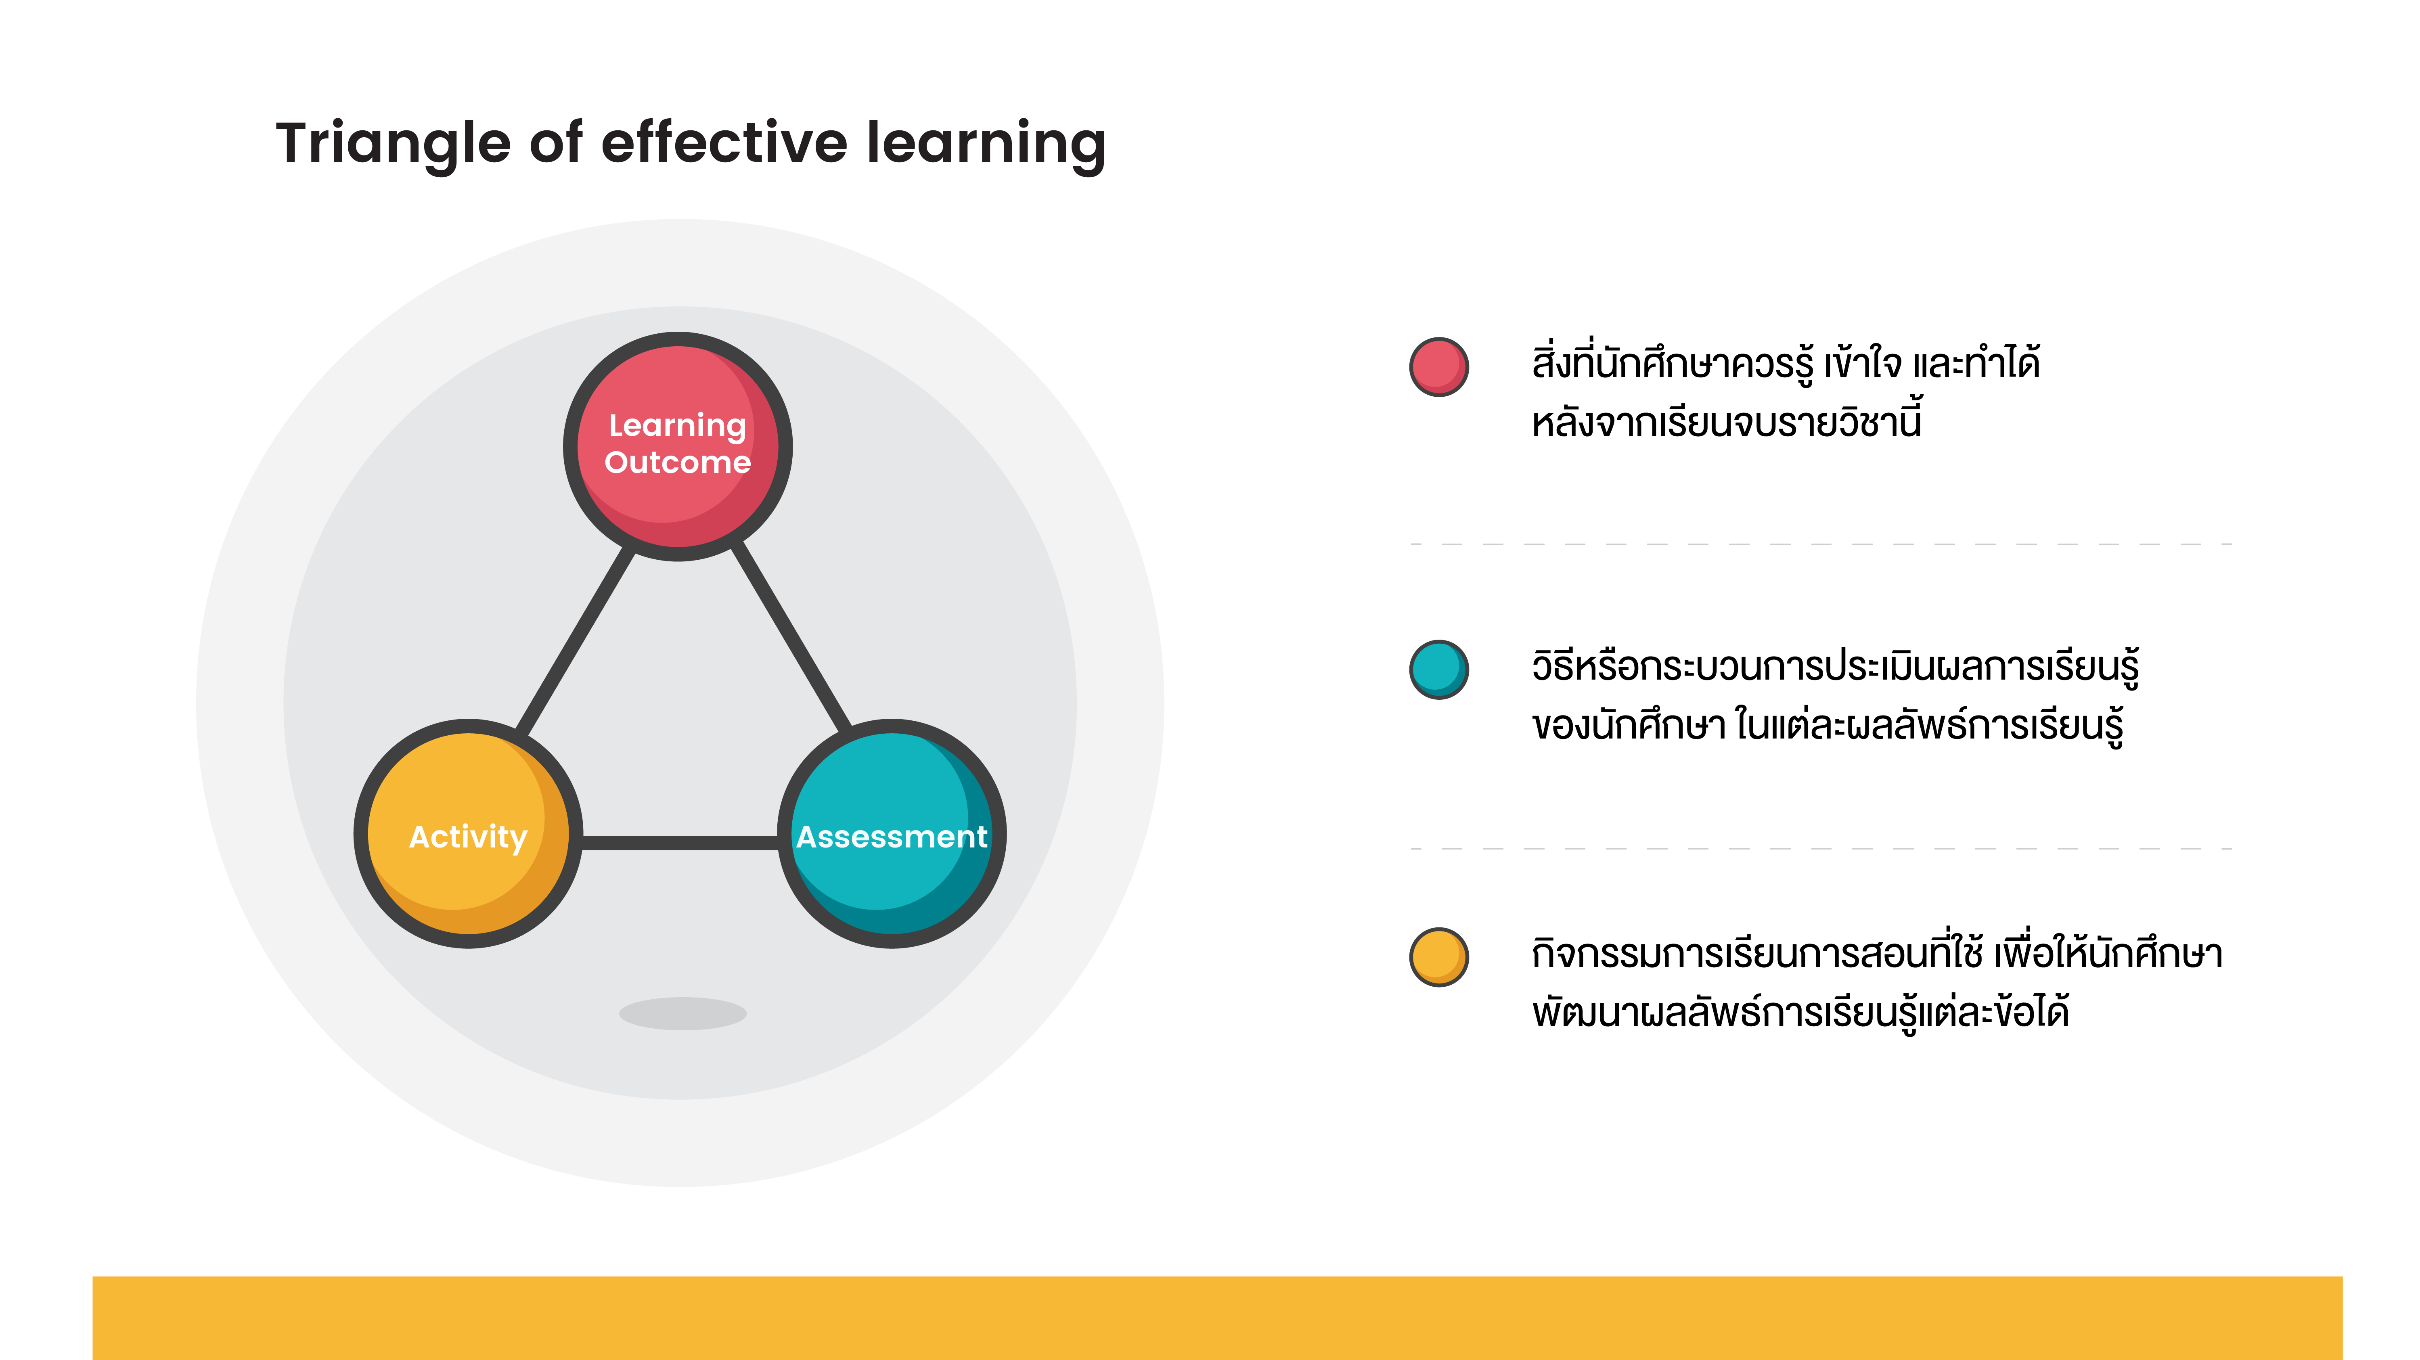 Triangle of effective learning
Learning
Outcome
Activity
Assessment
สิ่งที่นักศึกษาควรรู้ เข้าใจ และทำได้
หลังจากเรียนจบรายวิชานี้
วิธีหรือกระบวนการประเมินผลการเรียนรู้
ของนักศึกษา ในแต่ละผลลัพธ์การเรียนรู้
กิจกรรมการเรียนการสอนที่ใช้ เพื่อให้นักศึกษา
พัฒนาผลลัพธ์การเรียนรู้แต่ละข้อได้